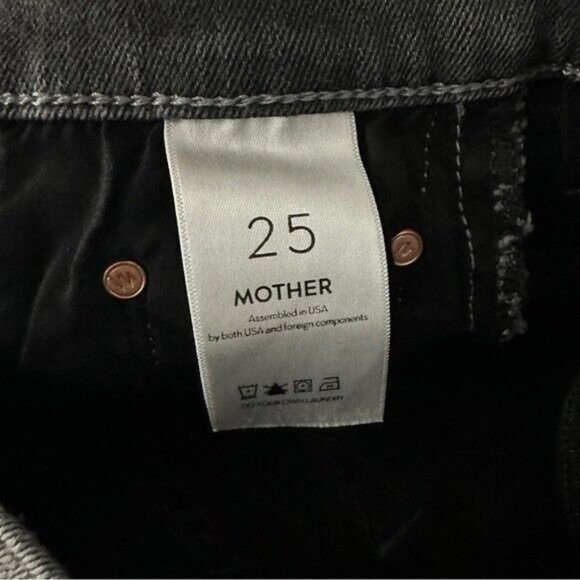 25
MOTHER
Assembled in USA
by both USA and foreign components
DO YOUR OWN LAUNDRY